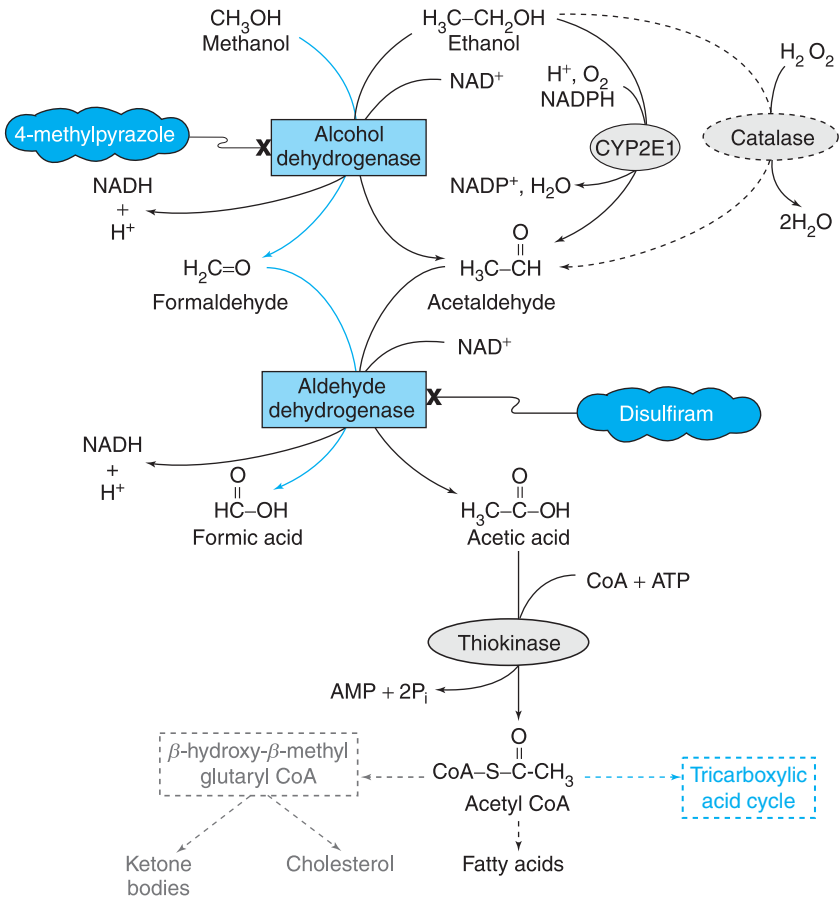 CH₃OH
Methanol
H₃C–CH₂OH
Ethanol
H₂ O₂
H⁺, O₂
NADPH
NAD⁺
4-methylpyrazole
X
Alcohol
dehydrogenase
CYP2E1
Catalase
NADH
+
H⁺
NADP⁺, H₂O
2H₂O
H₂C=O
Formaldehyde
O
H₃C–CH
Acetaldehyde
NAD⁺
Aldehyde
dehydrogenase
X
Disulfiram
NADH
+
H⁺
O
HC–OH
Formic acid
O
H₃C–C–OH
Acetic acid
CoA + ATP
Thiokinase
AMP + 2Pᵢ
β-hydroxy-β-methyl
glutaryl CoA
O
CoA–S–C-CH₃
Acetyl CoA
Tricarboxylic
acid cycle
Ketone
bodies
Cholesterol
Fatty acids